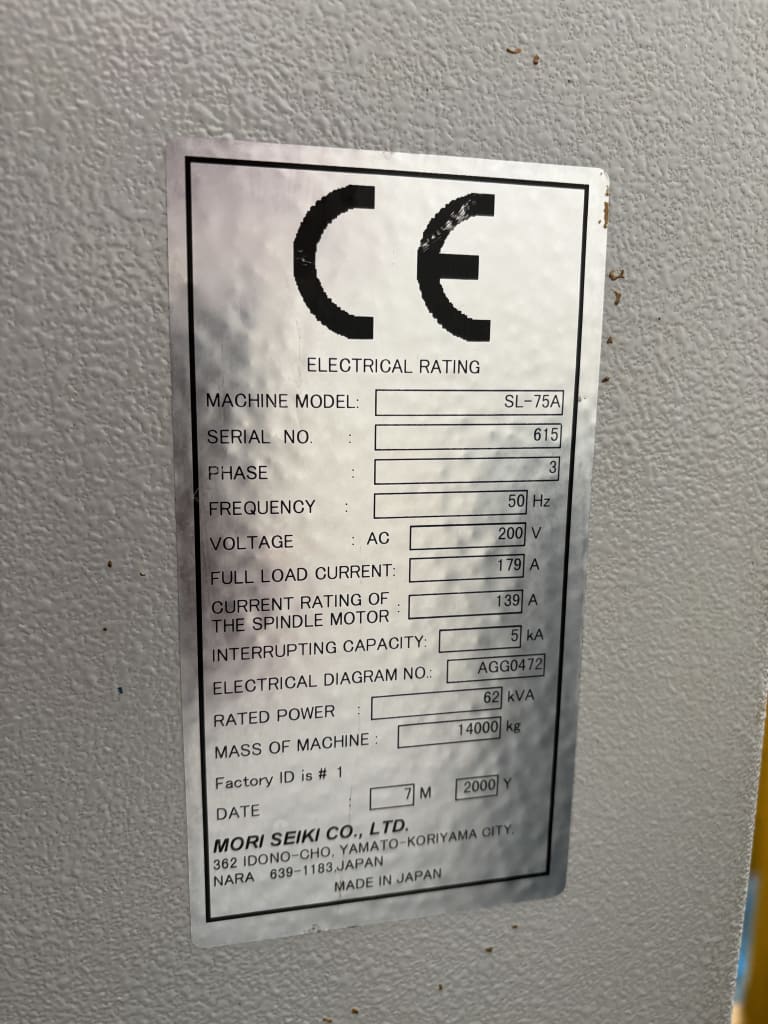 CE
ELECTRICAL RATING
MACHINE MODEL: SL-75A
SERIAL NO. : 615
PHASE : 3
FREQUENCY : 50 Hz
VOLTAGE : AC 200 V
FULL LOAD CURRENT: 179 A
CURRENT RATING OF
THE SPINDLE MOTOR : 139 A
INTERRUPTING CAPACITY: 5 kA
ELECTRICAL DIAGRAM NO.: AGG0472
RATED POWER : 62 kVA
MASS OF MACHINE : 14000 kg
Factory ID is # 1
DATE : 7 M 2000 Y
MORI SEIKI CO., LTD.
362 IDONO-CHO, YAMATO-KORIYAMA CITY,
NARA 639-1183,JAPAN
MADE IN JAPAN